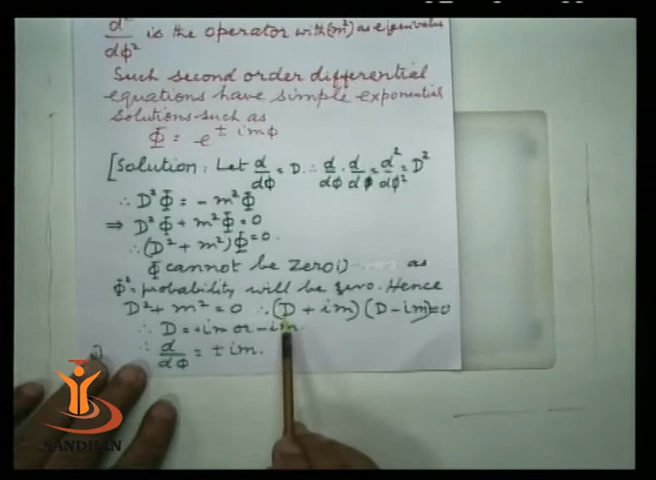 d²/dϕ² is the operator with (m²) as eigenvalue
Such second order differential
equations have simple exponential
solutions such as
Φ = e^± imϕ
[Solution: Let d/dϕ = D ∴ d/dϕ . d/dϕ = d²/dϕ² = D²
∴ D²Φ = - m²Φ
⇒ D²Φ + m²Φ = 0
∴ (D² + m²)Φ = 0.
Φ cannot be zero as
Φ² = probability will be zero. Hence
D² + m² = 0 ∴ (D + im) (D - im) = 0
∴ D = +im or - im
∴ d/dϕ = ± im.
SANDHAN